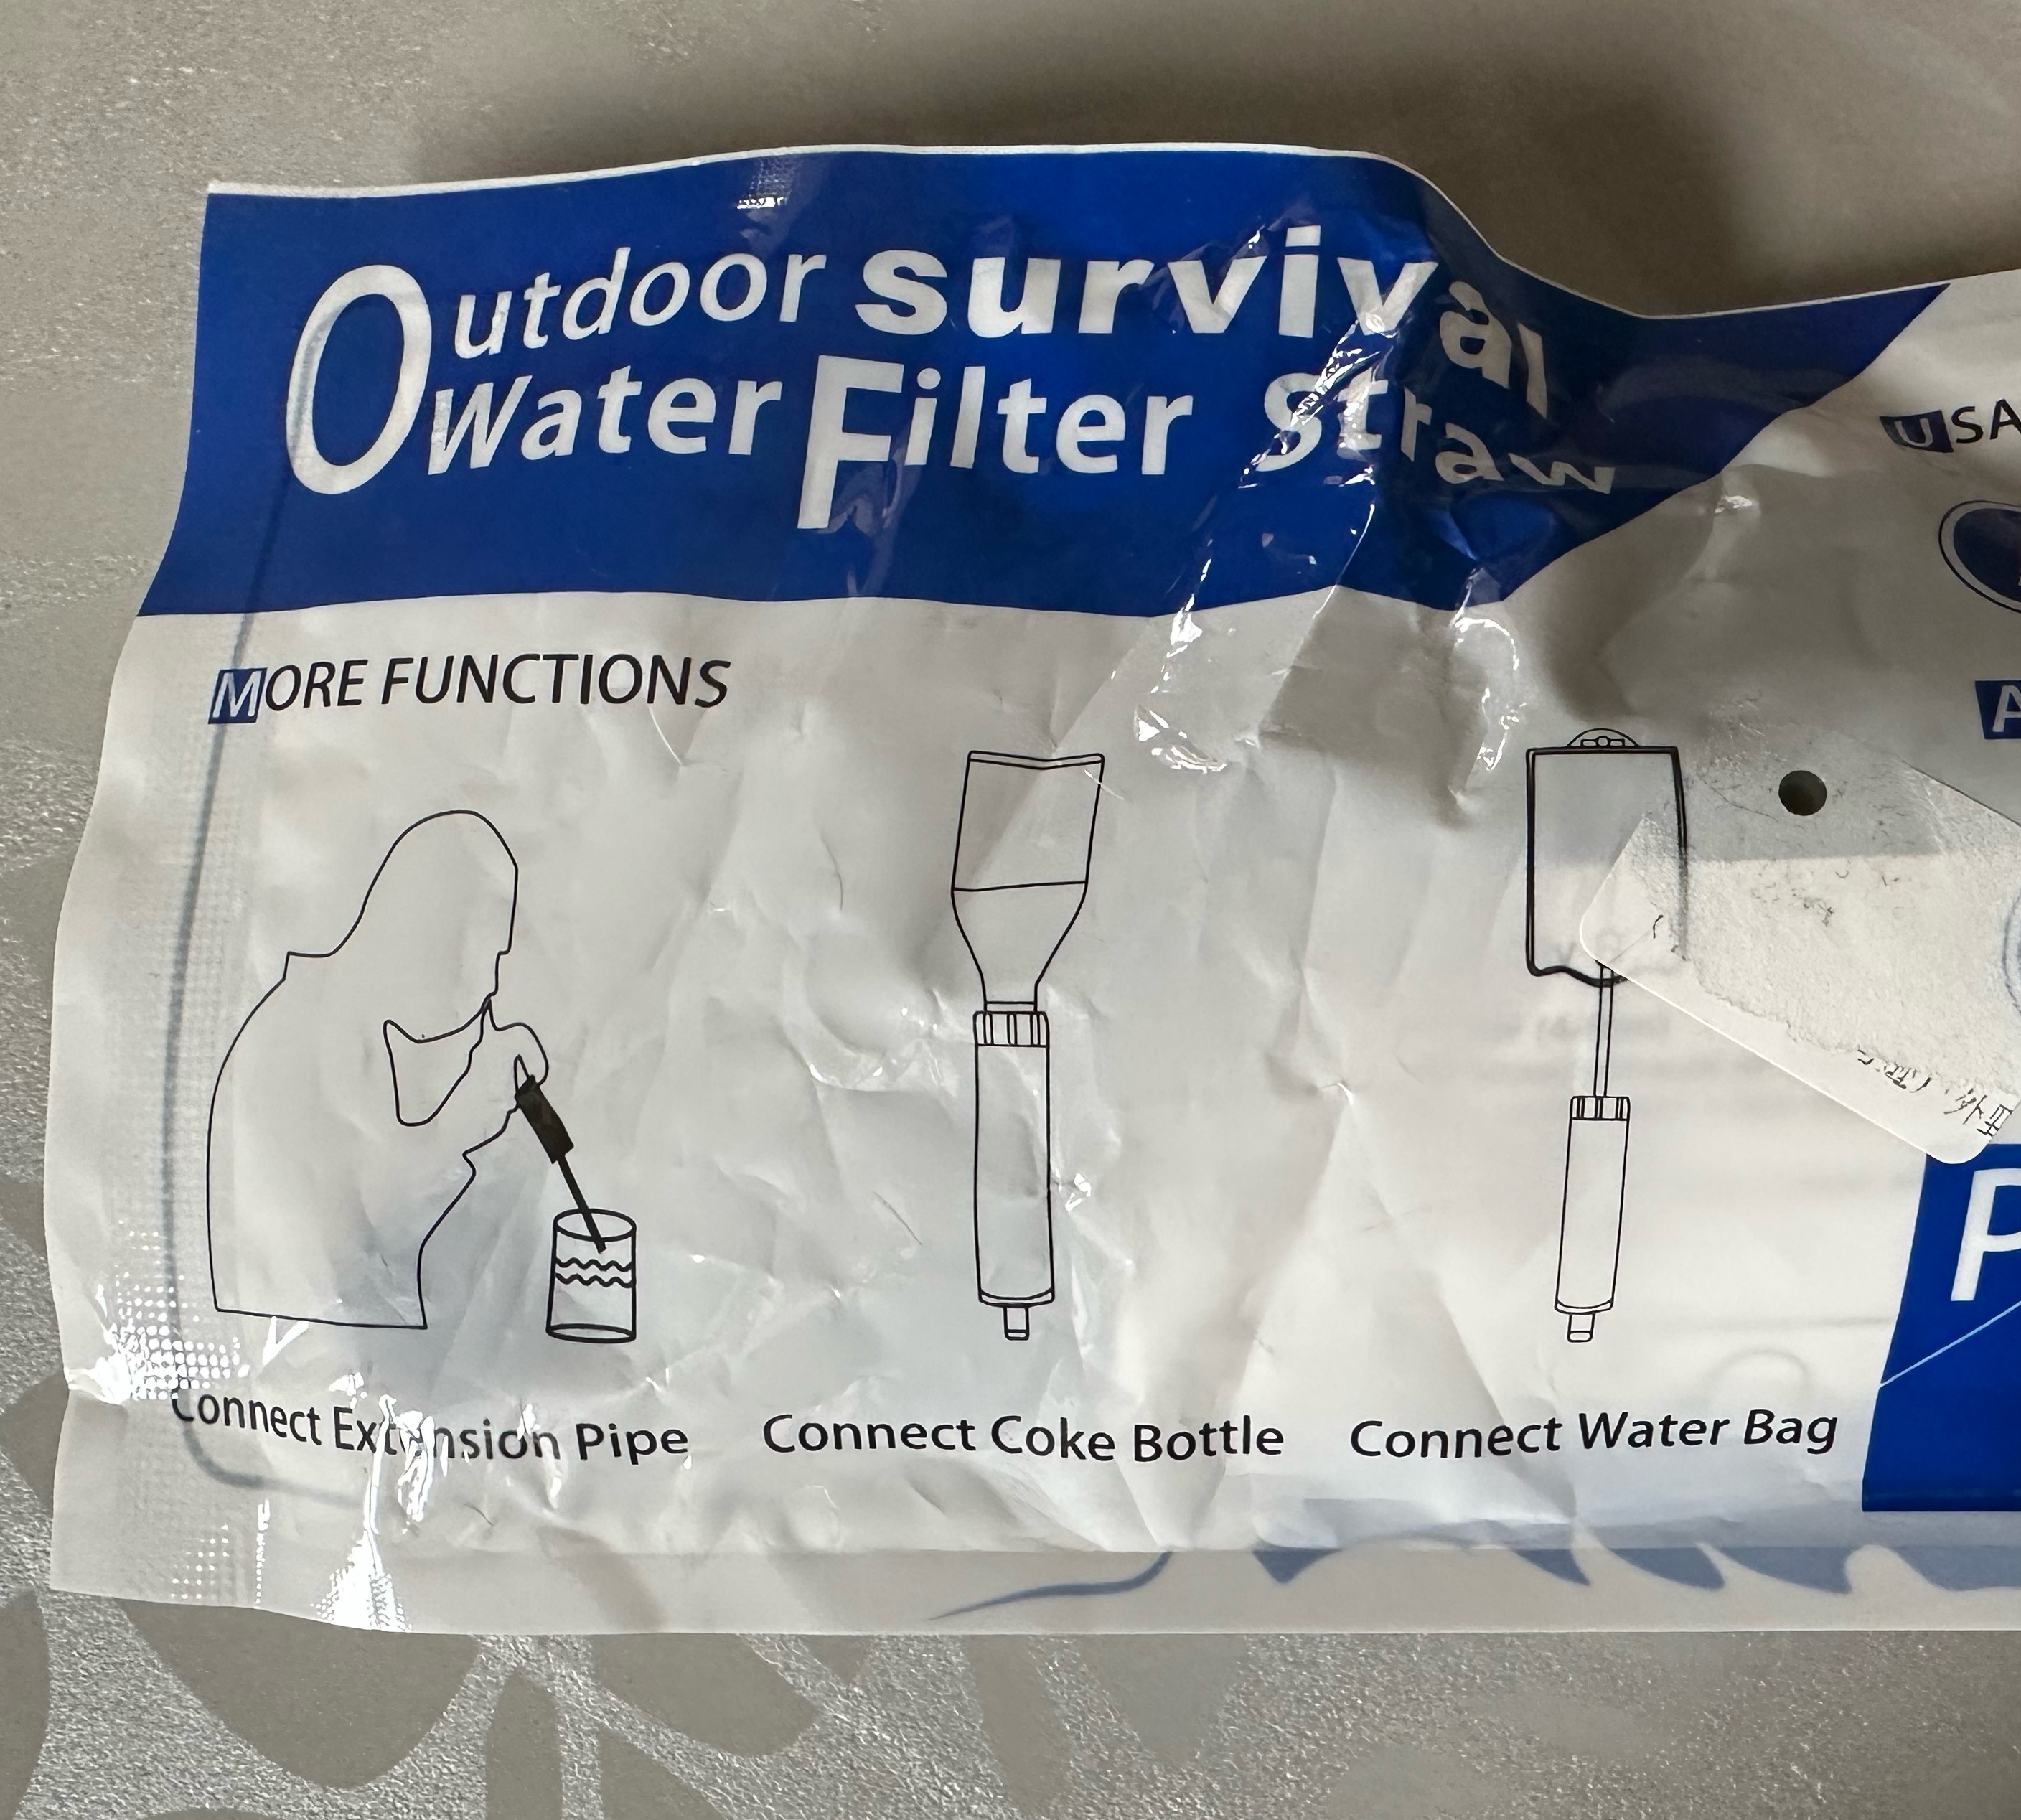 Outdoor survival
Water Filter Straw
MORE FUNCTIONS
Connect Extension Pipe
Connect Coke Bottle
Connect Water Bag
USA
A
P